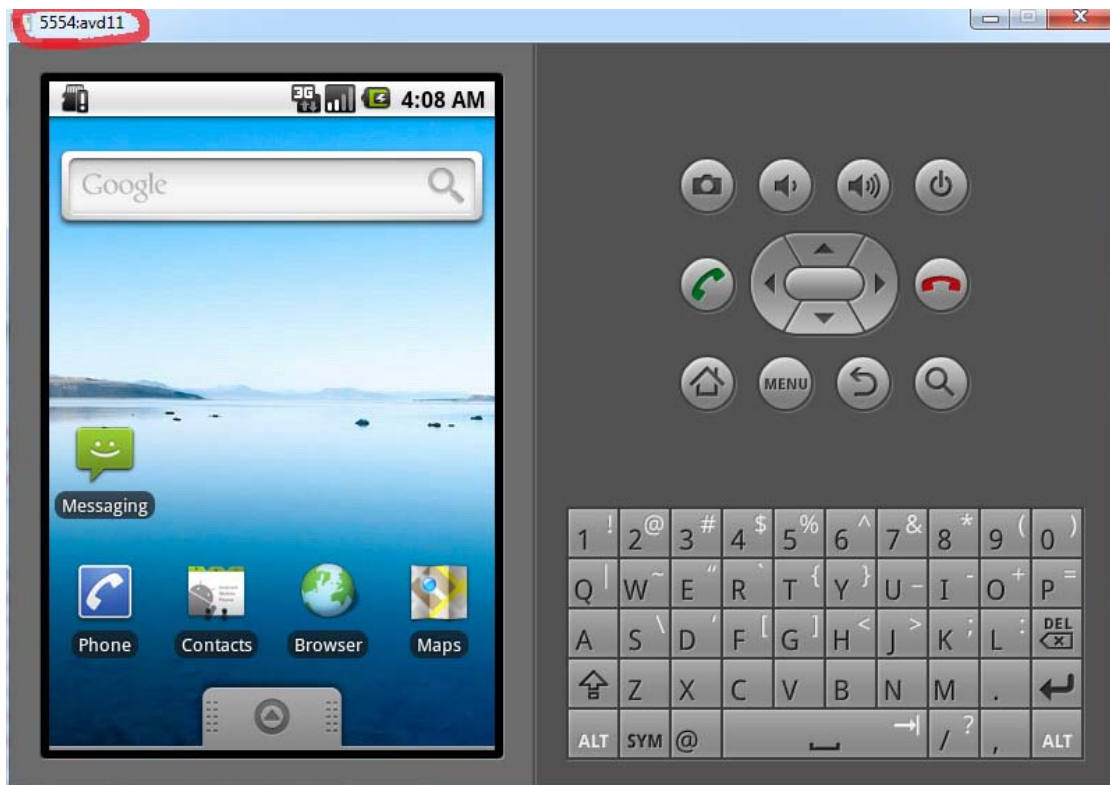 5554:avd11
3G 4:08 AM
Google
MENU
Messaging
Phone Contacts Browser Maps
1 ! 2 @ 3 # 4 $ 5 % 6 ^ 7 & 8 * 9 ( 0 )
Q | W ~ E " R ` T { Y } U _ I - O + P =
A S \ D ' F [ G ] H < J > K ; L : DEL
Z X C V B N M .
ALT SYM @ / ? , ALT